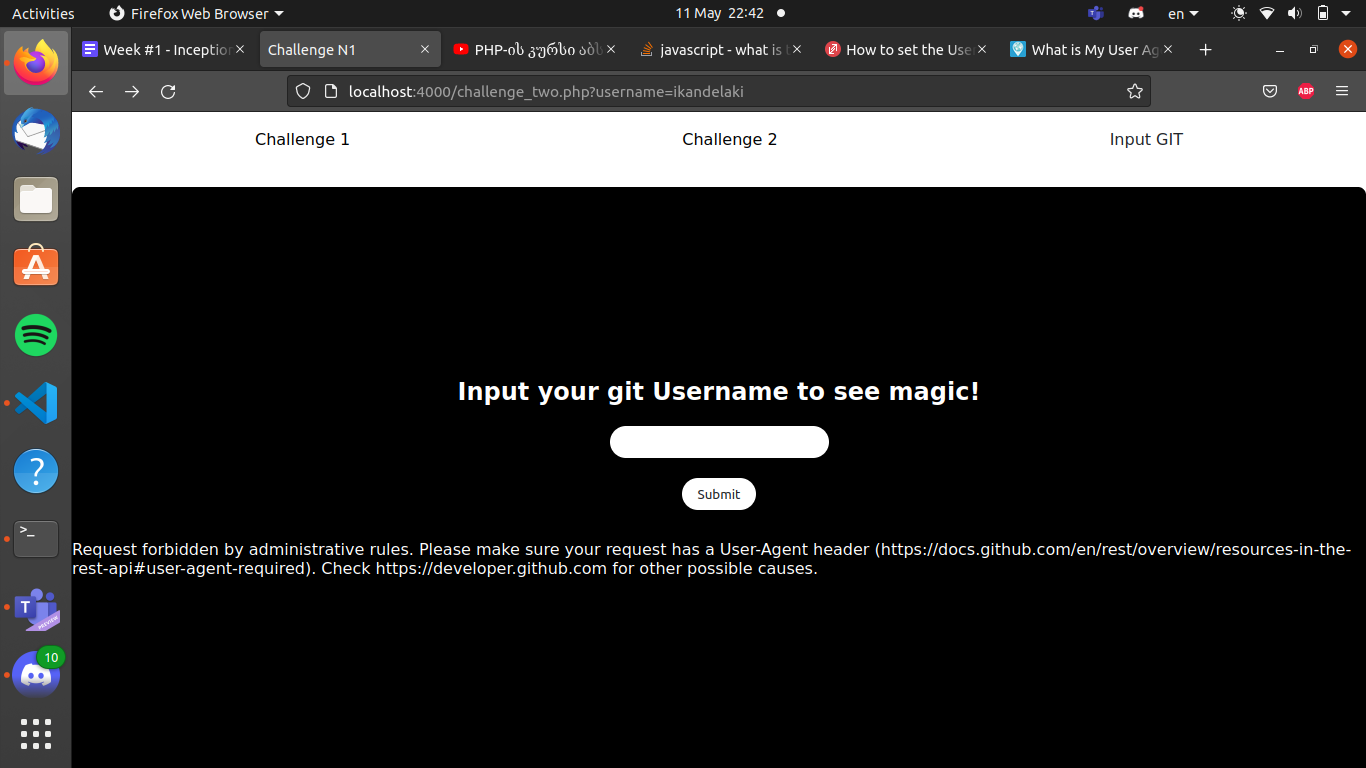 Activities Firefox Web Browser 11 May 22:42 en
Week #1 - Inception Challenge N1 PHP-ის კურსი აბს javascript - what is How to set the Use What is My User Ag
localhost:4000/challenge_two.php?username=ikandelaki ABP
Challenge 1 Challenge 2 Input GIT
Input your git Username to see magic!
Submit
Request forbidden by administrative rules. Please make sure your request has a User-Agent header (https://docs.github.com/en/rest/overview/resources-in-the-
rest-api#user-agent-required). Check https://developer.github.com for other possible causes.
>_
T
PREVIEW
10